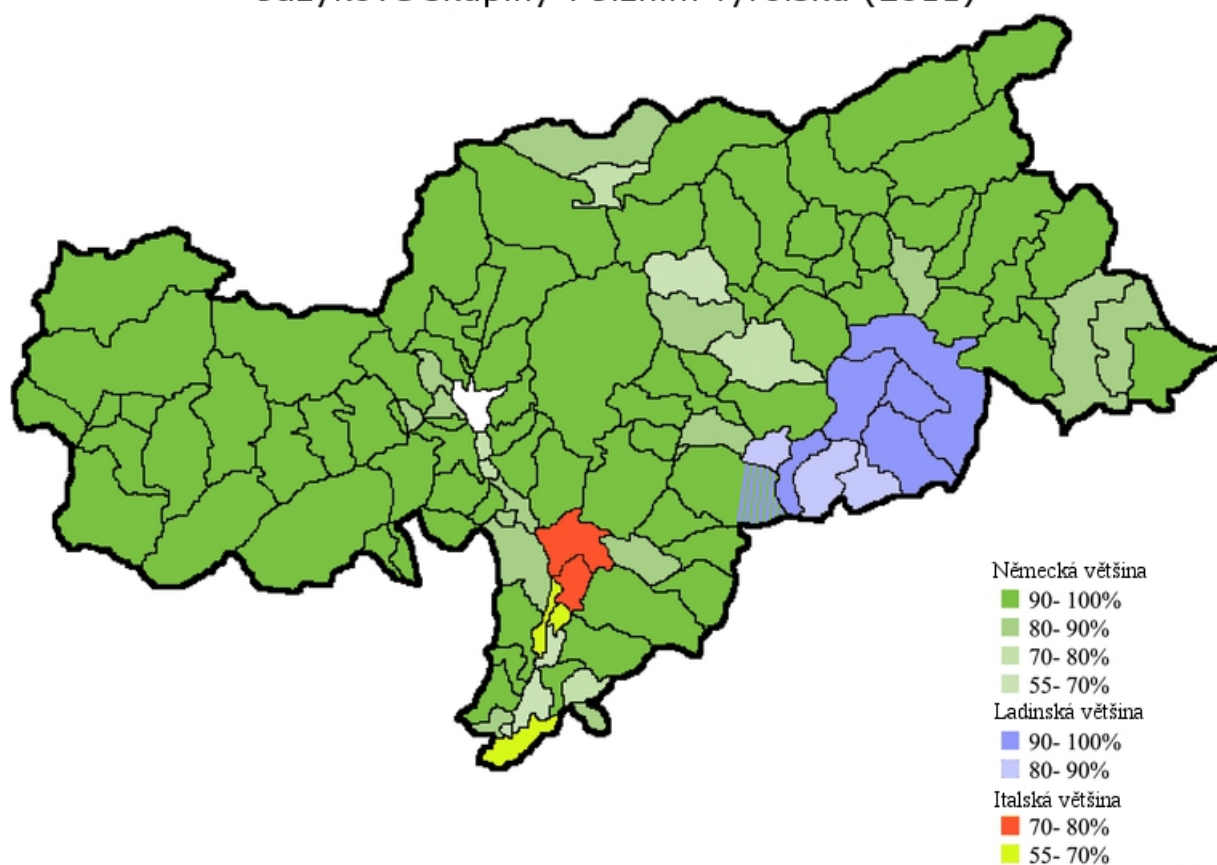 Německá většina
90- 100%
80- 90%
70- 80%
55- 70%
Ladinská většina
90- 100%
80- 90%
Italská většina
70- 80%
55- 70%